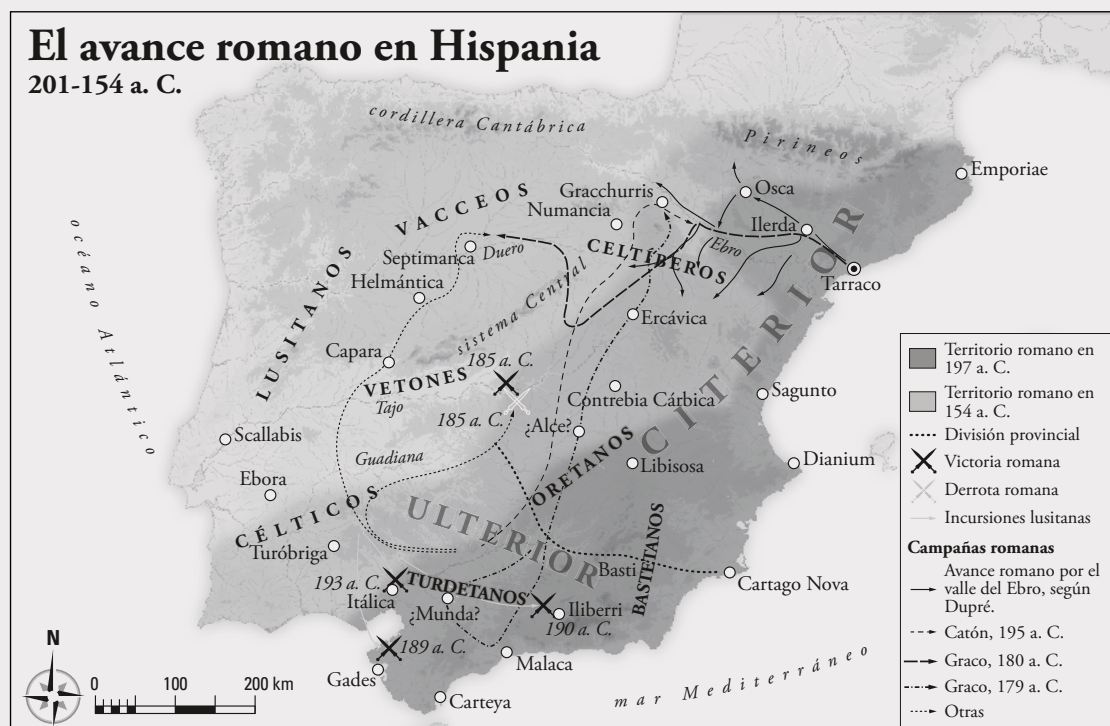 El avance romano en Hispania
201-154 a. C.
cordillera Cantábrica
Pirineos
Emporiae
Osca
Gracchurris
Numancia
VACCEOS
Ilerda
Ebro
CELTÍBEROS
CITERIOR
océano Atlántico
Septimanca
Duero
Helmántica
LUSITANOS
Tarraco
sistema Central
Ercávica
Capara
185 a. C.
VETONES
Tajo
Contrebia Cárbica
Sagunto
185 a. C.
¿Alce?
Scallabis
Guadiana
ORETANOS
Libisosa
Dianium
Ebora
CÉLTICOS
ULTERIOR
Turóbriga
BASTETANOS
Basti
Cartago Nova
193 a. C.
Itálica
TURDETANOS
¿Munda?
Iliberri
190 a. C.
189 a. C.
Malaca
Gades
Carteya
mar Mediterráneo
N
0 100 200 km
Territorio romano en
197 a. C.
Territorio romano en
154 a. C.
División provincial
Victoria romana
Derrota romana
Incursiones lusitanas
Campañas romanas
Avance romano por el
valle del Ebro, según
Dupré.
Catón, 195 a. C.
Graco, 180 a. C.
Graco, 179 a. C.
Otras